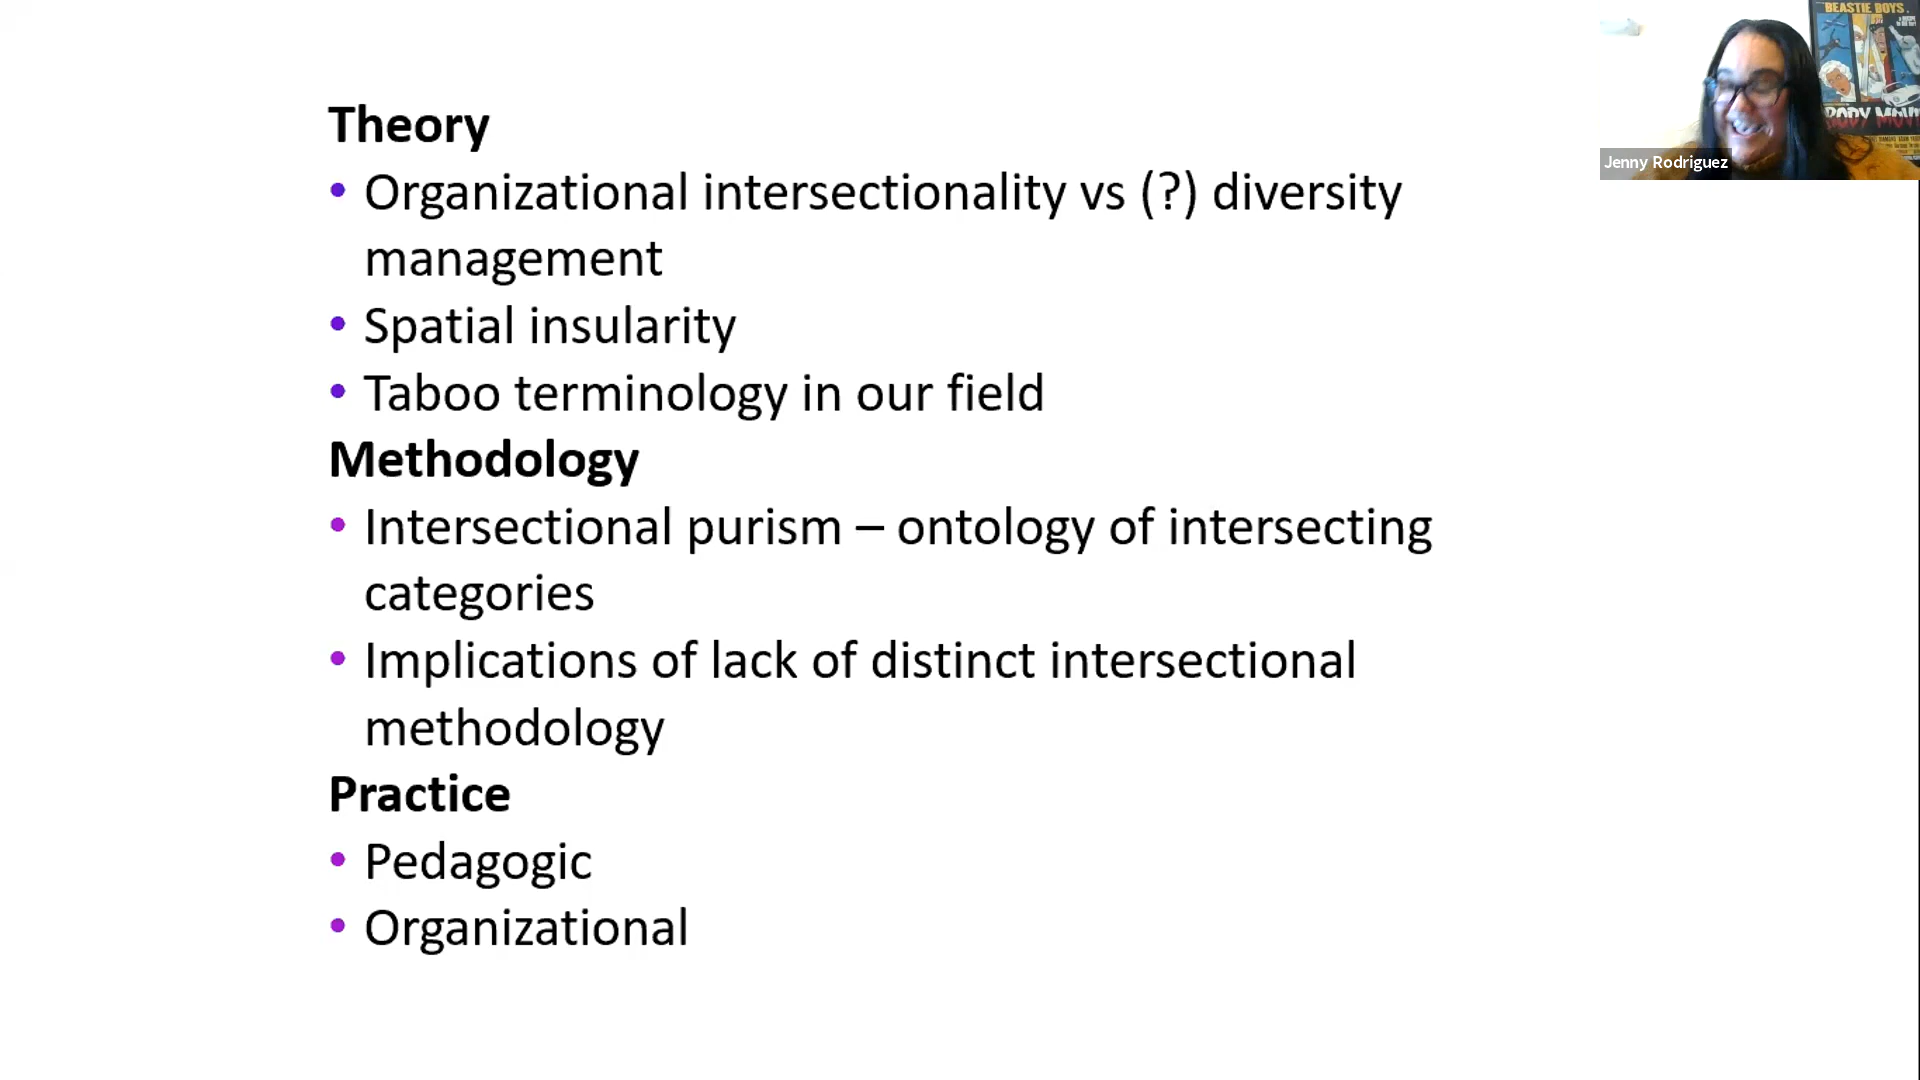 Theory
• Organizational intersectionality vs (?) diversity
management
• Spatial insularity
• Taboo terminology in our field
Methodology
• Intersectional purism – ontology of intersecting
categories
• Implications of lack of distinct intersectional
methodology
Practice
• Pedagogic
• Organizational
BEASTIE BOYS
Jenny Rodriguez